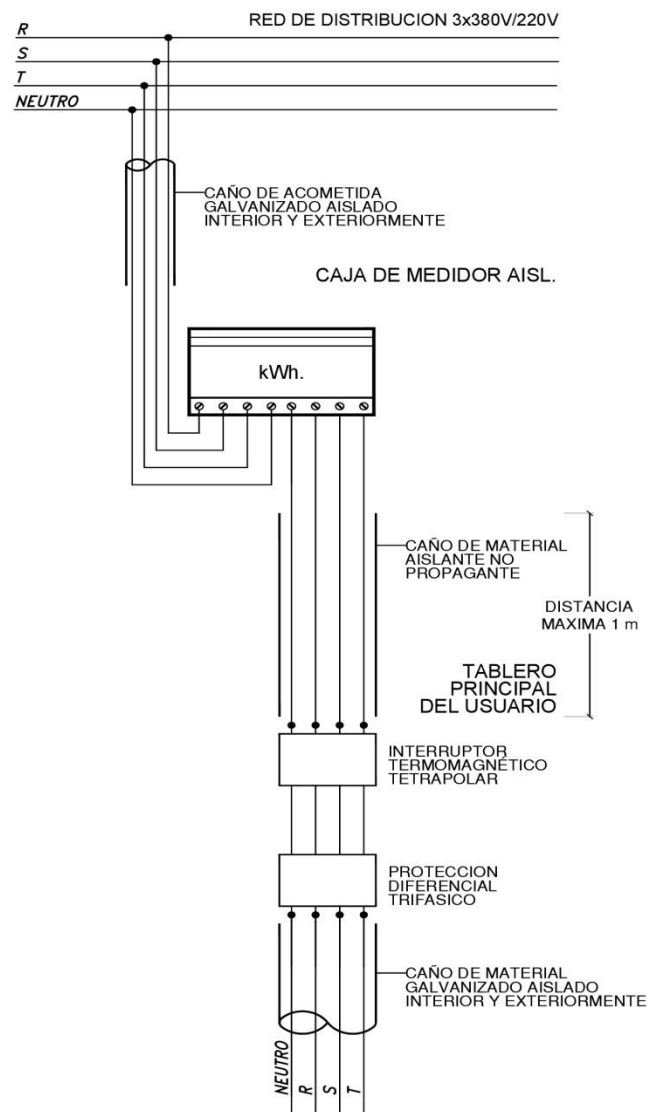 RED DE DISTRIBUCION 3x380V/220V
R
S
T
NEUTRO
CAÑO DE ACOMETIDA
GALVANIZADO AISLADO
INTERIOR Y EXTERIORMENTE
CAJA DE MEDIDOR AISL.
kWh.
CAÑO DE MATERIAL
AISLANTE NO
PROPAGANTE
DISTANCIA
MAXIMA 1 m
TABLERO
PRINCIPAL
DEL USUARIO
INTERRUPTOR
TERMOMAGNÉTICO
TETRAPOLAR
PROTECCION
DIFERENCIAL
TRIFASICO
CAÑO DE MATERIAL
GALVANIZADO AISLADO
INTERIOR Y EXTERIORMENTE
NEUTRO
R
S
T